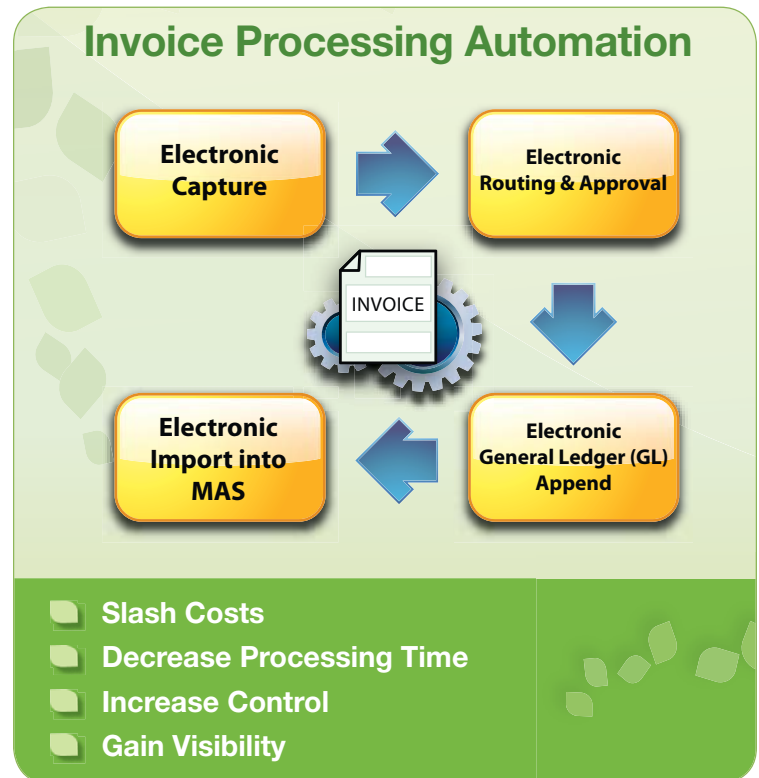 Invoice Processing Automation
Electronic
Capture
Electronic
Routing & Approval
INVOICE
Electronic
Import into
MAS
Electronic
General Ledger (GL)
Append
Slash Costs
Decrease Processing Time
Increase Control
Gain Visibility